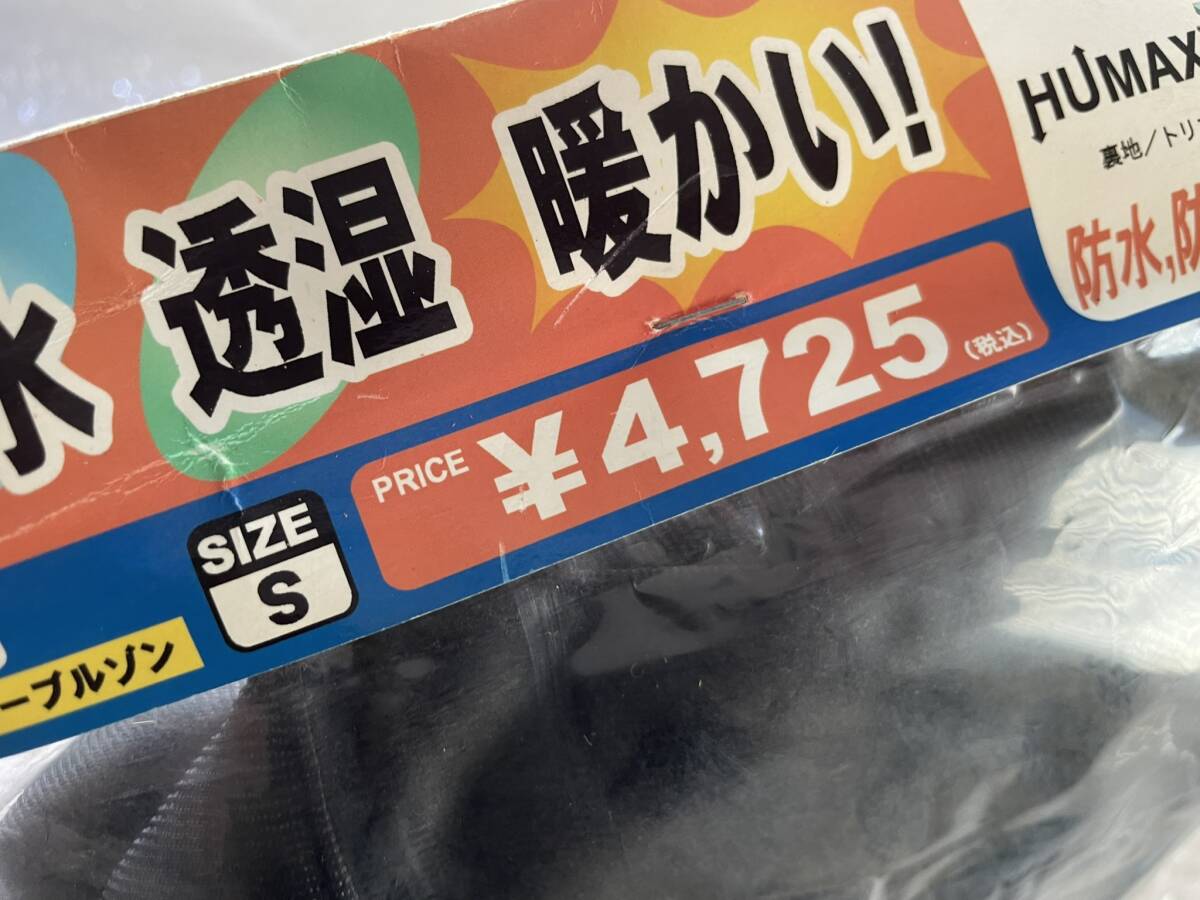 水 透湿 暖かい!
PRICE ¥4,725 (税込)
SIZE
S
ーブルゾン
HUMAX
裏地/トリ
防水,防